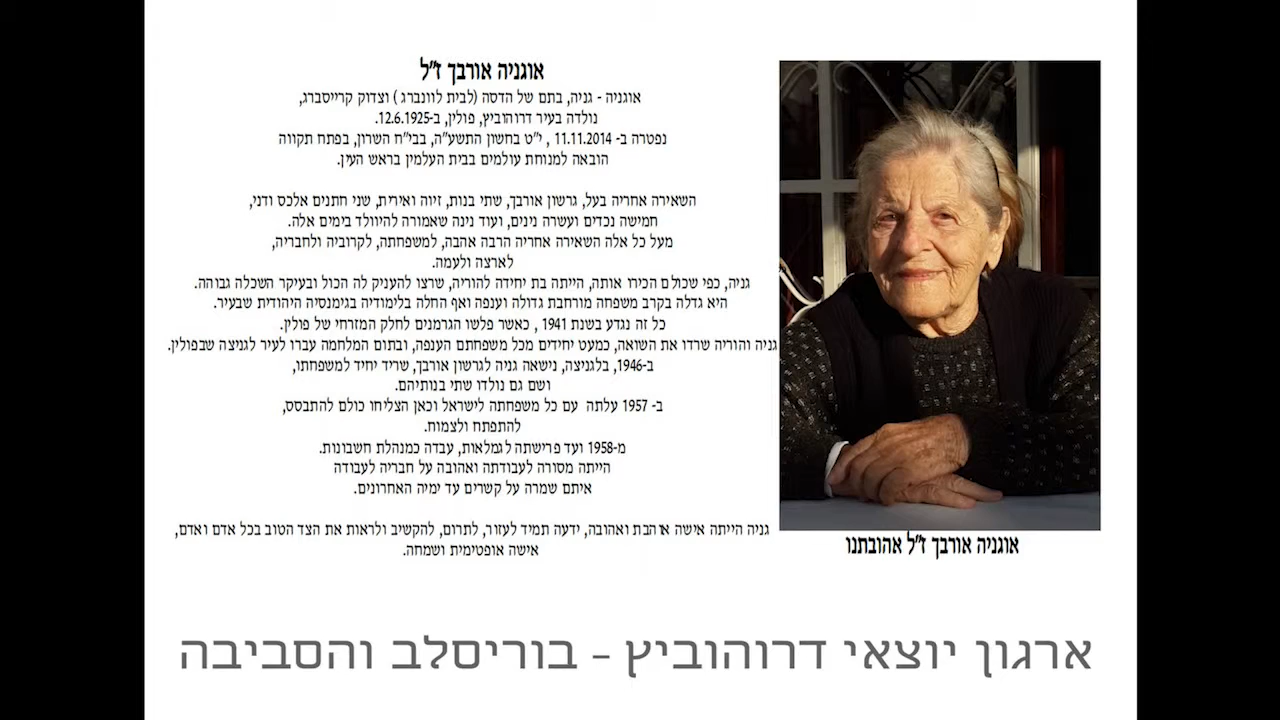 אוגניה אורבך ז"ל
אוגניה - גניה, בתם של הדסה (לבית לוונברג ) וצדוק קרייסברג,
נולדה בעיר דרוהוביץ, פולין, ב-12.6.1925.
נפטרה ב- 11.11.2014 , י"ט בחשון התשע"ה, בבי"ח השרון, בפתח תקווה
הובאה למנוחת עולמים בבית העלמין בראש העין.
השאירה אחריה בעל, גרשון אורבך, שתי בנות, זיוה ואירית, שני חתנים אלכס ודני,
חמישה נכדים ועשרה נינים, ועוד נינה שאמורה להיוולד בימים אלה.
מעל כל אלה השאירה אחריה הרבה אהבה, למשפחתה, לקרוביה ולחבריה,
לארצה ולעמה.
גניה, כפי שכולם הכירו אותה, הייתה בת יחידה להוריה, שרצו להעניק לה הכול ובעיקר השכלה גבוהה.
היא גדלה בקרב משפחה מורחבת גדולה וענפה ואף החלה בלימודיה בגימנסיה היהודית שבעיר.
כל זה נגדע בשנת 1941 , כאשר פלשו הגרמנים לחלק המזרחי של פולין.
גניה והוריה שרדו את השואה, כמעט יחידים מכל משפחתם הענפה, ובתום המלחמה עברו לעיר לגניצה שבפולין.
ב-1946, בלגניצה, נישאה גניה לגרשון אורבך, שריד יחיד למשפחתו,
ושם גם נולדו שתי בנותיהם.
ב- 1957 עלתה עם כל משפחתה לישראל וכאן הצליחו כולם להתבסס,
להתפתח ולצמוח.
מ-1958 ועד פרישתה לגמלאות, עבדה כמנהלת חשבונות.
הייתה מסורה לעבודתה ואהובה על חבריה לעבודה
איתם שמרה על קשרים עד ימיה האחרונים.
גניה הייתה אישה אוהבת ואהובה, ידעה תמיד לעזור, לתרום, להקשיב ולראות את הצד הטוב בכל אדם ואדם,
אישה אופטימית ושמחה.
אוגניה אורבך ז"ל אהובתנו
ארגון יוצאי דרוהוביץ - בוריסלב והסביבה